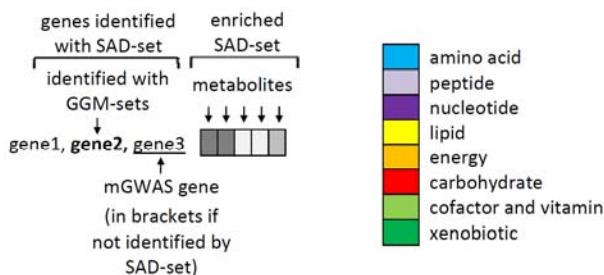 genes identified
with SAD-set
enriched
SAD-set
identified with
GGM-sets
metabolites
gene1, gene2, gene3
mGWAS gene
(in brackets if
not identified by
SAD-set)
amino acid
peptide
nucleotide
lipid
energy
carbohydrate
cofactor and vitamin
xenobiotic